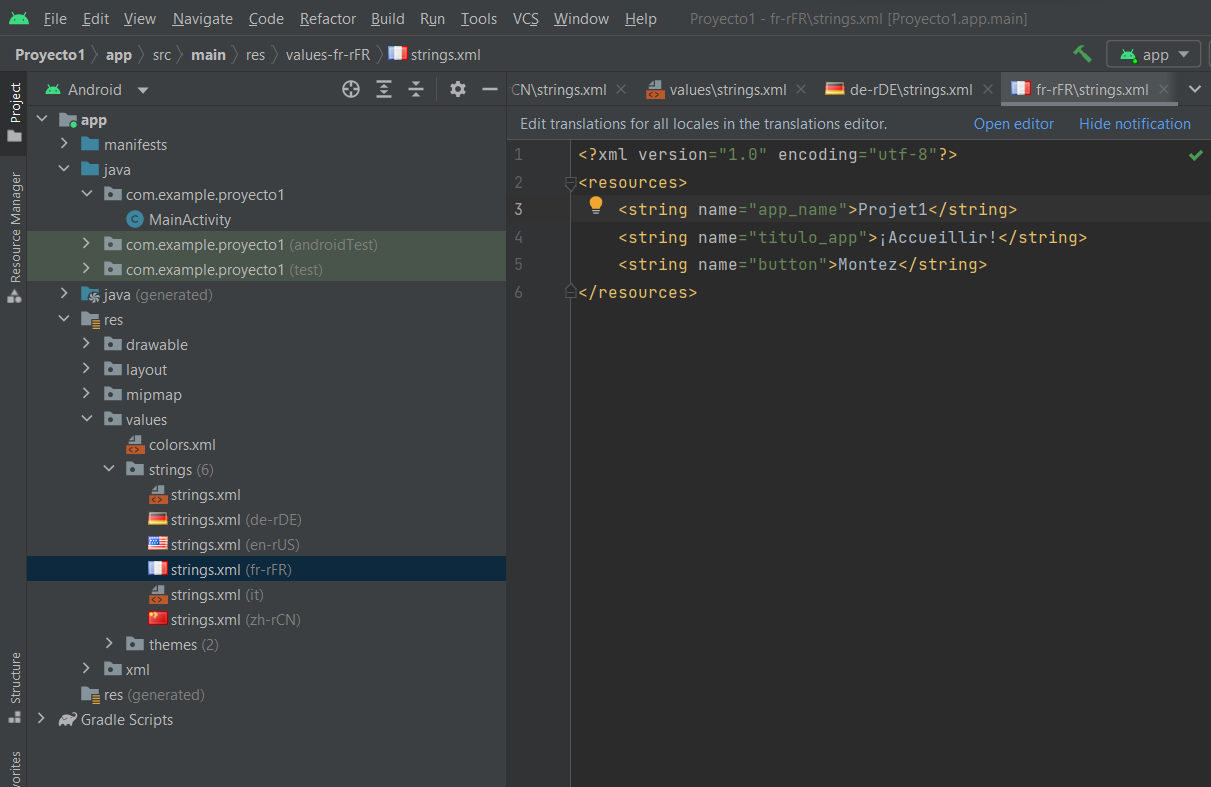 File Edit View Navigate Code Refactor Build Run Tools VCS Window Help Proyecto1 - fr-rFR\strings.xml [Proyecto1.app.main]
Proyecto1 app src main res values-fr-rFR strings.xml app
Project
Resource Manager
Structure
Android
app
manifests
java
com.example.proyecto1
MainActivity
com.example.proyecto1 (androidTest)
com.example.proyecto1 (test)
java (generated)
res
drawable
layout
mipmap
values
colors.xml
strings (6)
strings.xml
strings.xml (de-rDE)
strings.xml (en-rUS)
strings.xml (fr-rFR)
strings.xml (it)
strings.xml (zh-rCN)
themes (2)
xml
res (generated)
Gradle Scripts
CN\strings.xml values\strings.xml de-rDE\strings.xml fr-rFR\strings.xml
Edit translations for all locales in the translations editor. Open editor Hide notification
1 <?xml version="1.0" encoding="utf-8"?>
2 <resources>
3 <string name="app_name">Projet1</string>
4 <string name="titulo_app">¡Accueillir!</string>
5 <string name="button">Montez</string>
6 </resources>